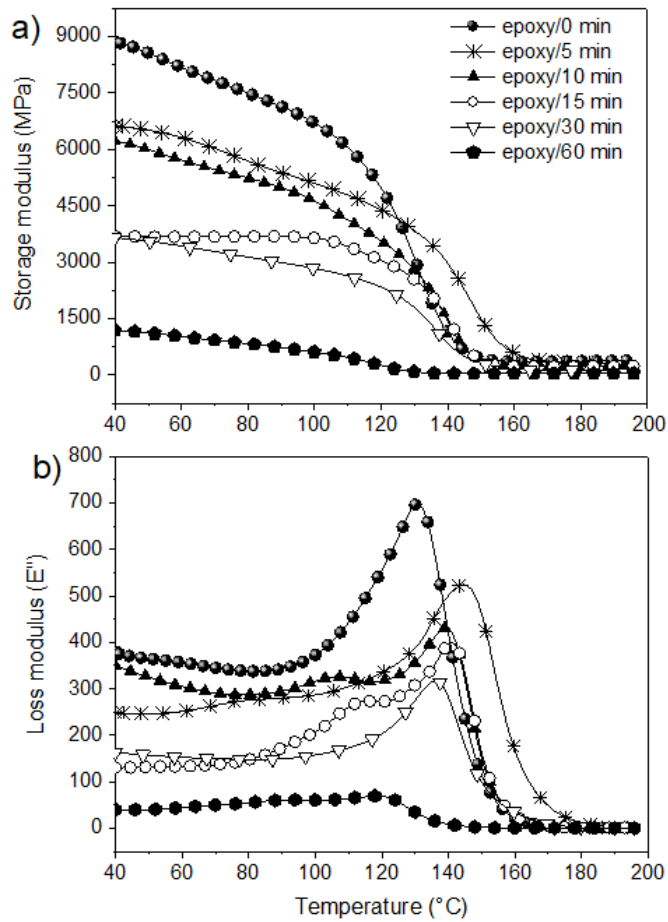 a)
9000
7500
6000
4500
3000
1500
0
Storage modulus (MPa)
epoxy/0 min
epoxy/5 min
epoxy/10 min
epoxy/15 min
epoxy/30 min
epoxy/60 min
40 60 80 100 120 140 160 180 200
b)
800
700
600
500
400
300
200
100
0
Loss modulus (E")
40 60 80 100 120 140 160 180 200
Temperature (°C)